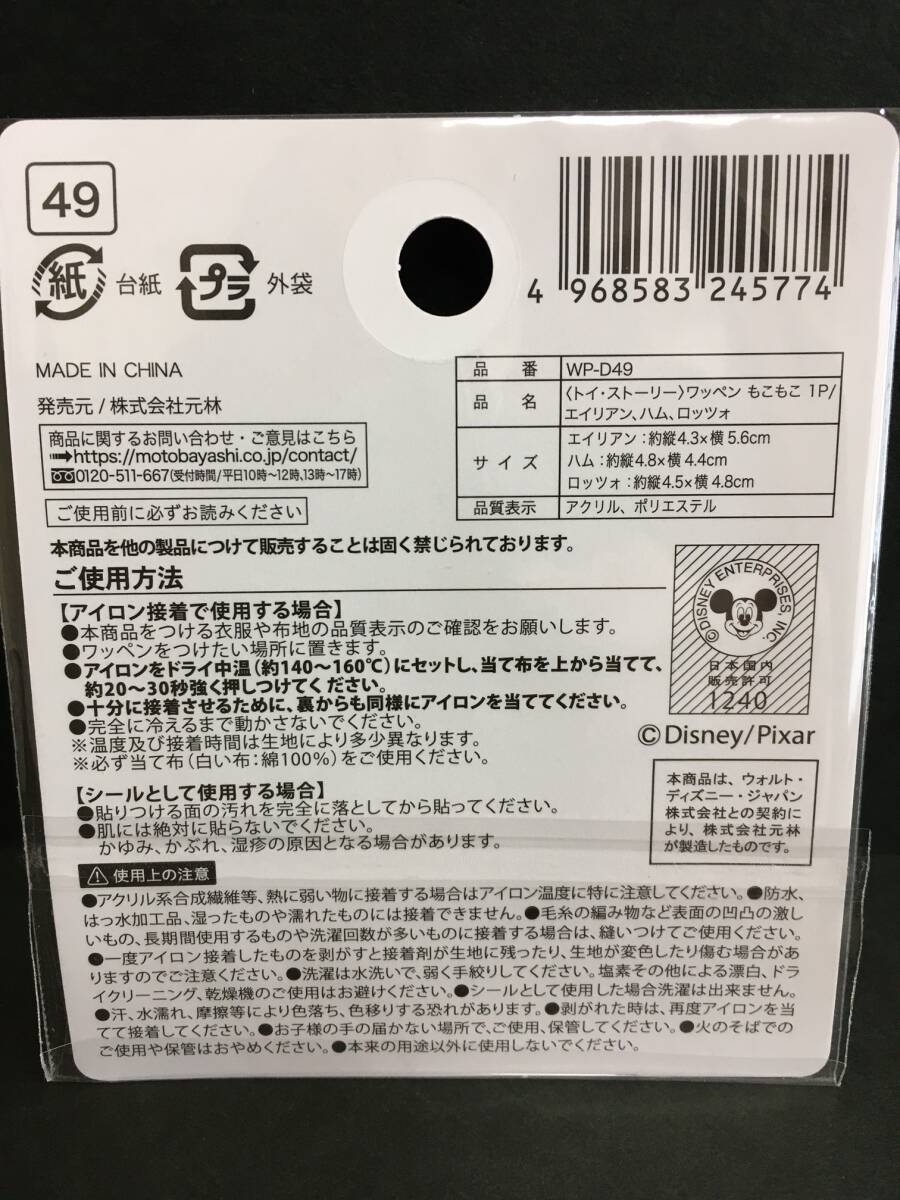 49
紙 台紙 プラ 外袋
4 968583 245774
MADE IN CHINA
発売元/株式会社元林
商品に関するお問い合わせ・ご意見はこちら
➡https://motobayashi.co.jp/contact/
0120-511-667(受付時間/平日10時〜12時、13時〜17時)
ご使用前に必ずお読みください
品番 WP-D49
品名 〈トイ・ストーリー〉ワッペン もこもこ 1P/
エイリアン、ハム、ロッツォ
サイズ エイリアン:約縦4.3×横5.6cm
ハム:約縦4.8×横4.4cm
ロッツォ:約縦4.5×横4.8cm
品質表示 アクリル、ポリエステル
本商品を他の製品につけて販売することは固く禁じられております。
ご使用方法
【アイロン接着で使用する場合】
●本商品をつける衣服や布地の品質表示のご確認をお願いします。
●ワッペンをつけたい場所に置きます。
●アイロンをドライ中温(約140〜160℃)にセットし、当て布を上から当てて、
約20〜30秒強く押しつけてください。
●十分に接着させるために、裏からも同様にアイロンを当ててください。
●完全に冷えるまで動かさないでください。
※温度及び接着時間は生地により多少異なります。
※必ず当て布(白い布:綿100%)をご使用ください。
【シールとして使用する場合】
●貼りつける面の汚れを完全に落としてから貼ってください。
●肌には絶対に貼らないでください。
かゆみ、かぶれ、湿疹の原因となる場合があります。
©DISNEY ENTERPRISES, INC.
日本国内
販売許可
1240
©Disney/Pixar
本商品は、ウォルト・
ディズニー・ジャパン
株式会社との契約に
より、株式会社元林
が製造したものです。
使用上の注意
●アクリル系合成繊維等、熱に弱い物に接着する場合はアイロン温度に特に注意してください。●防水、
はっ水加工品、湿ったものや濡れたものには接着できません。●毛糸の編み物など表面の凹凸の激し
いもの、長期間使用するものや洗濯回数が多いものに接着する場合は、縫いつけてご使用ください。
●一度アイロン接着したものを剥がすと接着剤が生地に残ったり、生地が変色したり傷む場合があ
りますのでご注意ください。●洗濯は水洗いで、弱く手絞りしてください。塩素その他による漂白、ドラ
イクリーニング、乾燥機のご使用はお避けください。●シールとして使用した場合洗濯は出来ません。
●汗、水濡れ、摩擦等により色落ち、色移りする恐れがあります。●剥がれた時は、再度アイロンを当
てて接着してください。●お子様の手の届かない場所で、ご使用、保管してください。●火のそばでの
ご使用や保管はおやめください。●本来の用途以外に使用しないでください。